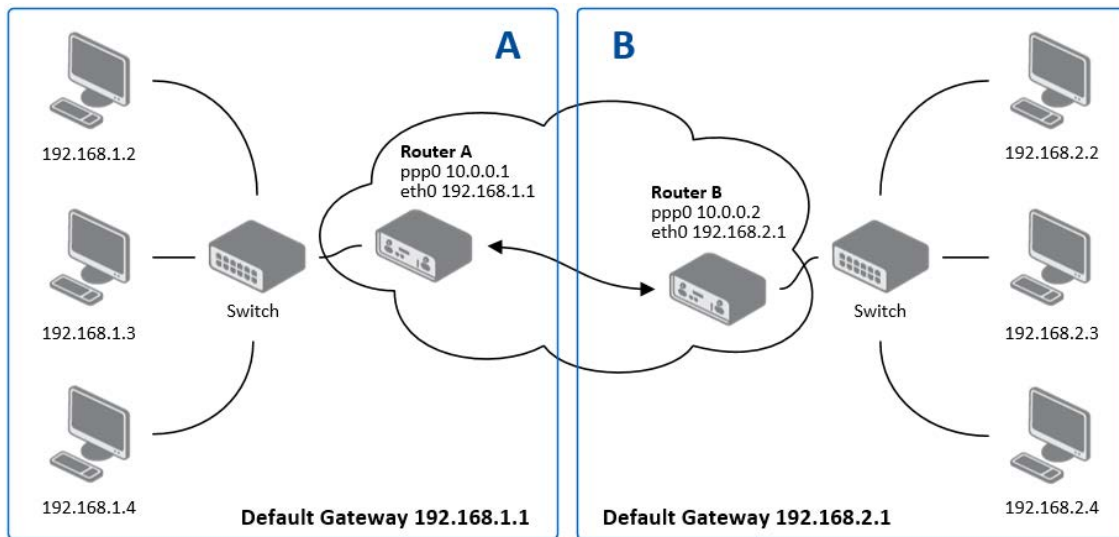 A
B
192.168.1.2
Router A
ppp0 10.0.0.1
eth0 192.168.1.1
192.168.2.2
Router B
ppp0 10.0.0.2
eth0 192.168.2.1
Switch
Switch
192.168.1.3
192.168.2.3
192.168.1.4
Default Gateway 192.168.1.1
Default Gateway 192.168.2.1
192.168.2.4